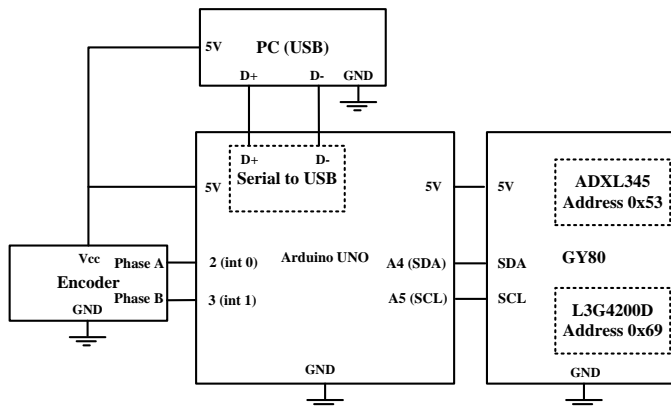 5V
PC (USB)
D+
D-
GND
D+
D-
Serial to USB
5V
5V
5V
ADXL345
Address 0x53
Vcc
Phase A
2 (int 0)
Arduino UNO
A4 (SDA)
SDA
GY80
Encoder
GND
Phase B
3 (int 1)
A5 (SCL)
SCL
L3G4200D
Address 0x69
GND
GND